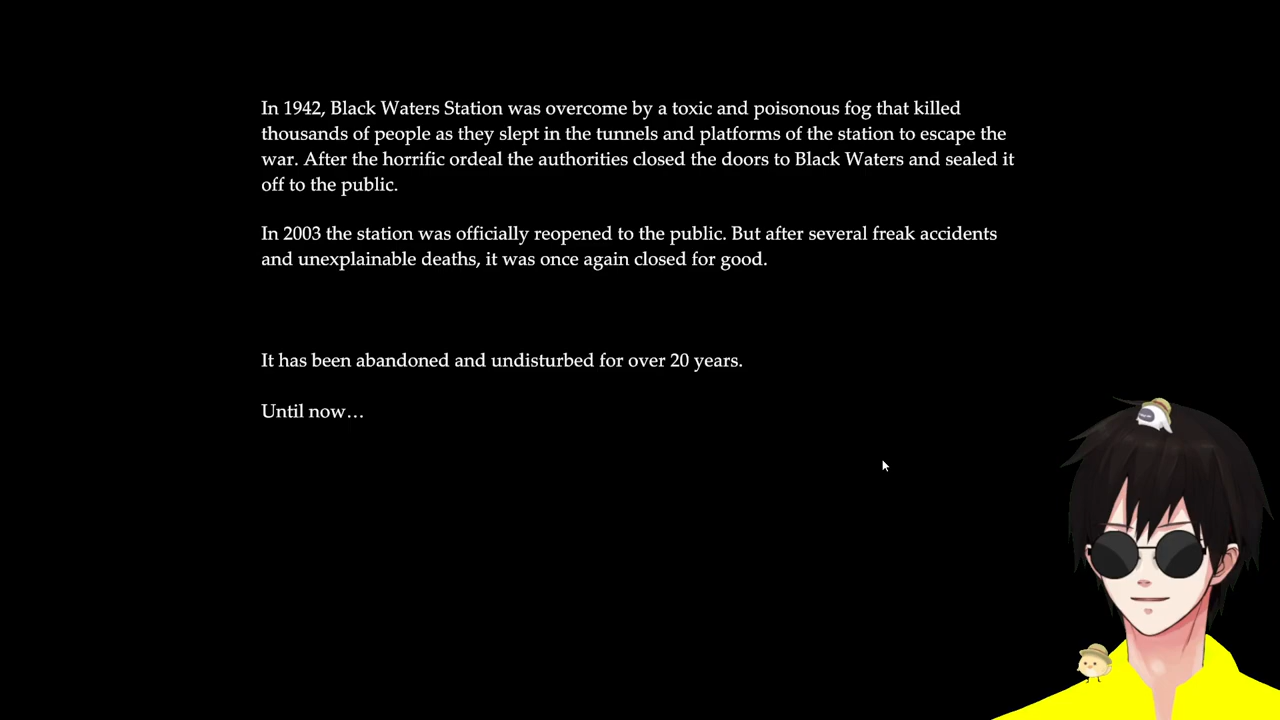 In 1942, Black Waters Station was overcome by a toxic and poisonous fog that killed
thousands of people as they slept in the tunnels and platforms of the station to escape the
war. After the horrific ordeal the authorities closed the doors to Black Waters and sealed it
off to the public.
In 2003 the station was officially reopened to the public. But after several freak accidents
and unexplainable deaths, it was once again closed for good.
It has been abandoned and undisturbed for over 20 years.
Until now…